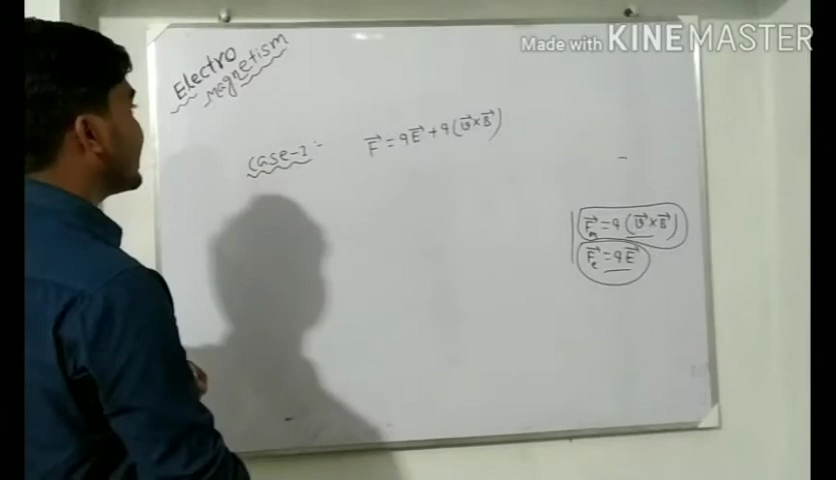 Made with KINEMASTER
Electro
magnetism
Case-1:-
F⃗ = qE⃗ + q(v⃗×B⃗)
F⃗m = q(v⃗×B⃗)
F⃗e = qE⃗